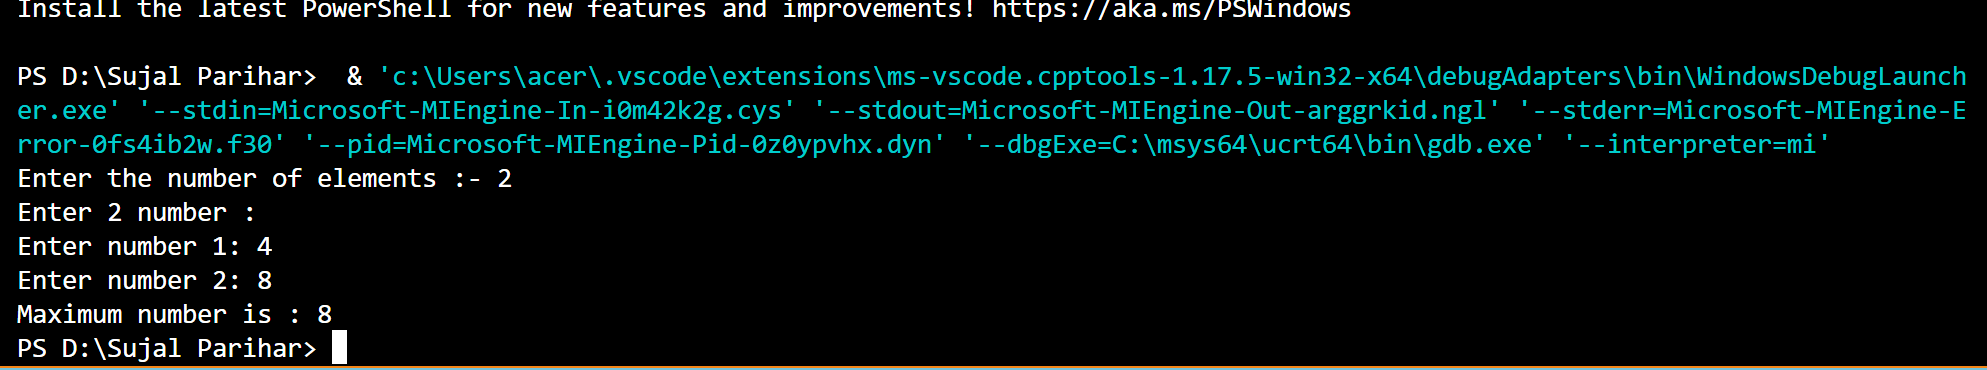 Install the latest PowerShell for new features and improvements! https://aka.ms/PSWindows
PS D:\Sujal Parihar>  & 'c:\Users\acer\.vscode\extensions\ms-vscode.cpptools-1.17.5-win32-x64\debugAdapters\bin\WindowsDebugLaunch
er.exe' '--stdin=Microsoft-MIEngine-In-i0m42k2g.cys' '--stdout=Microsoft-MIEngine-Out-arggrkid.ngl' '--stderr=Microsoft-MIEngine-E
rror-0fs4ib2w.f30' '--pid=Microsoft-MIEngine-Pid-0z0ypvhx.dyn' '--dbgExe=C:\msys64\ucrt64\bin\gdb.exe' '--interpreter=mi'
Enter the number of elements :- 2
Enter 2 number :
Enter number 1: 4
Enter number 2: 8
Maximum number is : 8
PS D:\Sujal Parihar>